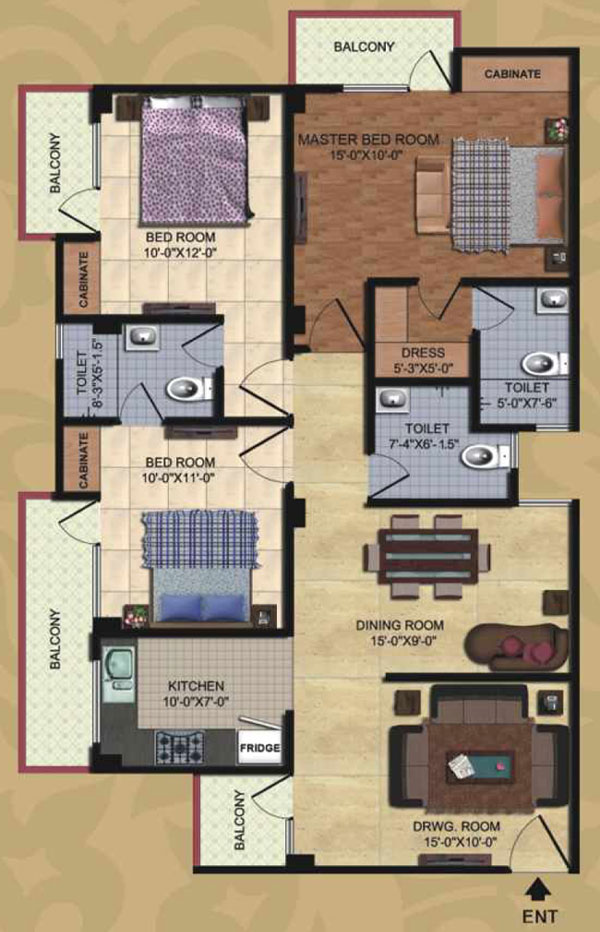 BALCONY
CABINATE
MASTER BED ROOM
15'-0"X10'-0"
BALCONY
BED ROOM
10'-0"X12'-0"
CABINATE
DRESS
5'-3"X5'-0"
TOILET
5'-0"X7'-6"
TOILET
8'-3"X5'-1.5"
TOILET
7'-4"X6'-1.5"
CABINATE
BED ROOM
10'-0"X11'-0"
BALCONY
DINING ROOM
15'-0"X9'-0"
KITCHEN
10'-0"X7'-0"
FRIDGE
BALCONY
DRWG. ROOM
15'-0"X10'-0"
ENT